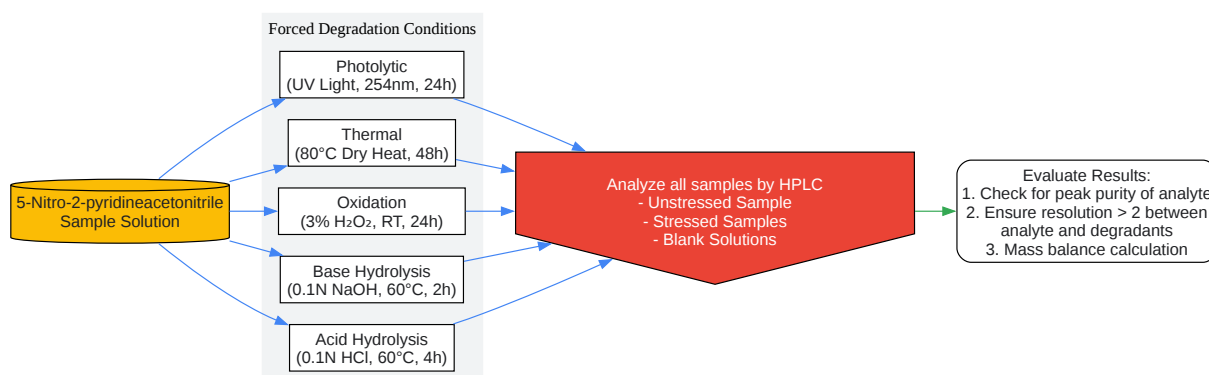 Forced Degradation Conditions
Photolytic
(UV Light, 254nm, 24h)
Thermal
(80°C Dry Heat, 48h)
Oxidation
(3% H₂O₂, RT, 24h)
Base Hydrolysis
(0.1N NaOH, 60°C, 2h)
Acid Hydrolysis
(0.1N HCl, 60°C, 4h)
5-Nitro-2-pyridineacetonitrile
Sample Solution
Analyze all samples by HPLC
- Unstressed Sample
- Stressed Samples
- Blank Solutions
Evaluate Results:
1. Check for peak purity of analyte
2. Ensure resolution > 2 between
analyte and degradants
3. Mass balance calculation